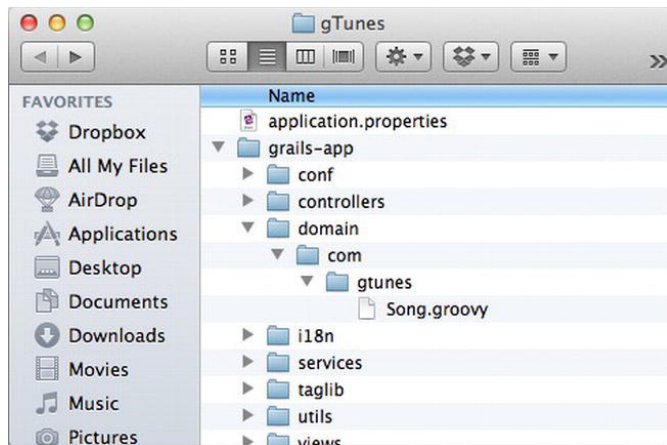 gTunes
FAVORITES
Dropbox
All My Files
AirDrop
Applications
Desktop
Documents
Downloads
Movies
Music
Pictures
Name
application.properties
grails-app
conf
controllers
domain
com
gtunes
Song.groovy
i18n
services
taglib
utils
views